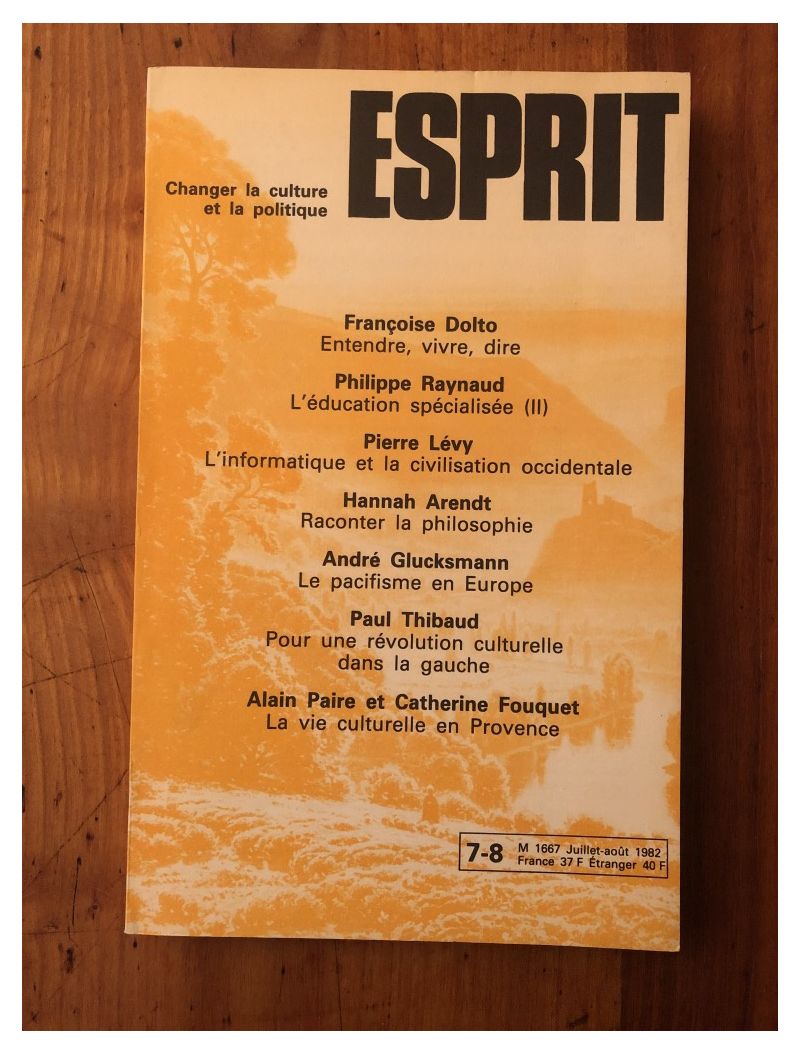 ESPRIT
Changer la culture
et la politique
Françoise Dolto
Entendre, vivre, dire
Philippe Raynaud
L'éducation spécialisée (II)
Pierre Lévy
L'informatique et la civilisation occidentale
Hannah Arendt
Raconter la philosophie
André Glucksmann
Le pacifisme en Europe
Paul Thibaud
Pour une révolution culturelle
dans la gauche
Alain Paire et Catherine Fouquet
La vie culturelle en Provence
7-8
M 1667 Juillet-août 1982
France 37 F Étranger 40 F